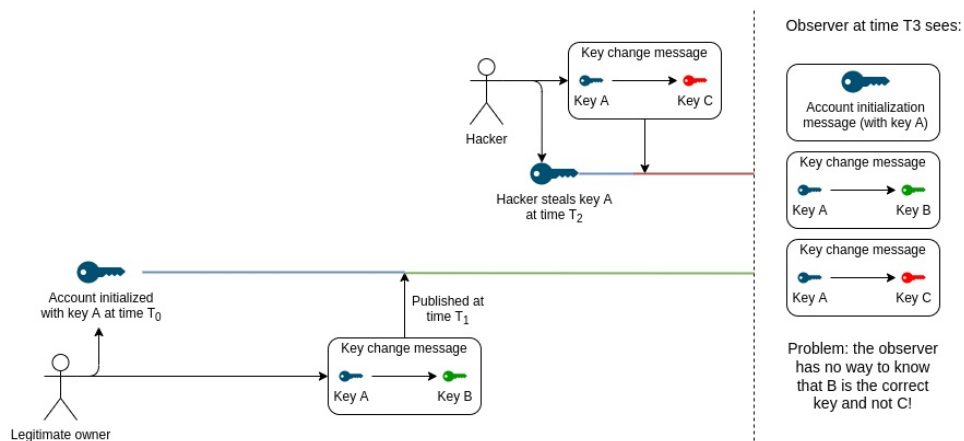 Observer at time T3 sees:
Key change message
Key A
Key C
Hacker
Hacker steals key A
at time T₂
Account initialized
with key A at time T₀
Published at
time T₁
Key change message
Key A
Key B
Legitimate owner
Account initialization
message (with key A)
Key change message
Key A
Key B
Key change message
Key A
Key C
Problem: the observer
has no way to know
that B is the correct
key and not C!